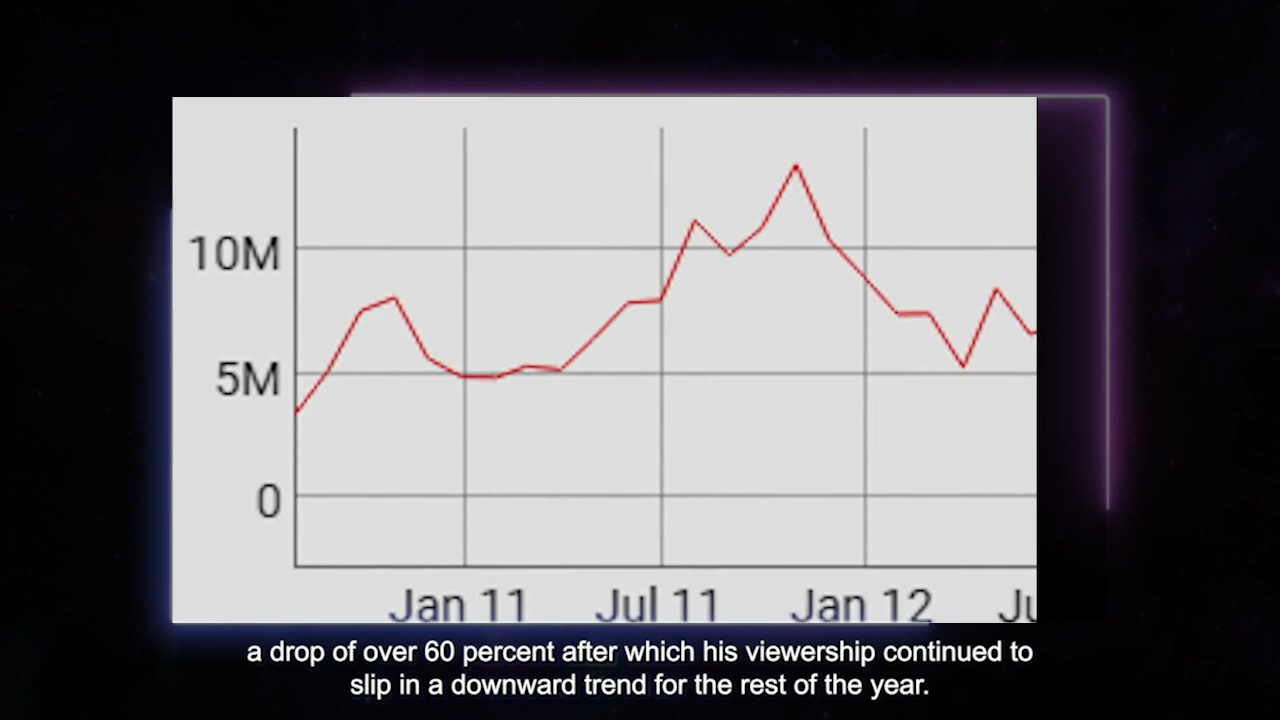 10M
5M
0
Jan 11 Jul 11 Jan 12 Ju
a drop of over 60 percent after which his viewership continued to
slip in a downward trend for the rest of the year.